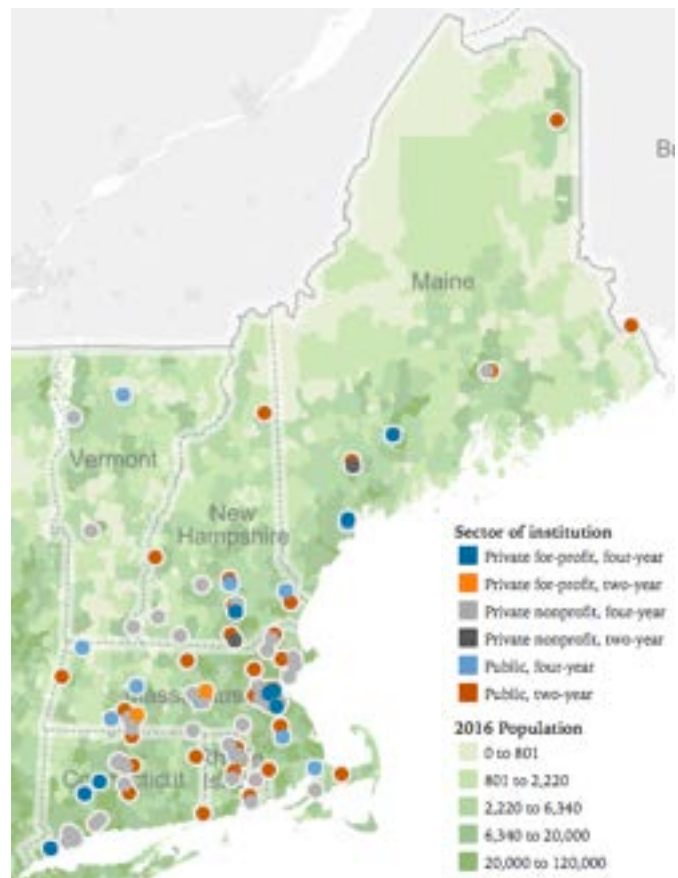 Bu
Maine
Vermont
New
Hampshire
Sector of institution
Private for-profit, four-year
Private for-profit, two-year
Private nonprofit, four-year
Private nonprofit, two-year
Public, four-year
Public, two-year
2016 Population
0 to 801
801 to 2,220
2,220 to 6,340
6,340 to 20,000
20,000 to 120,000